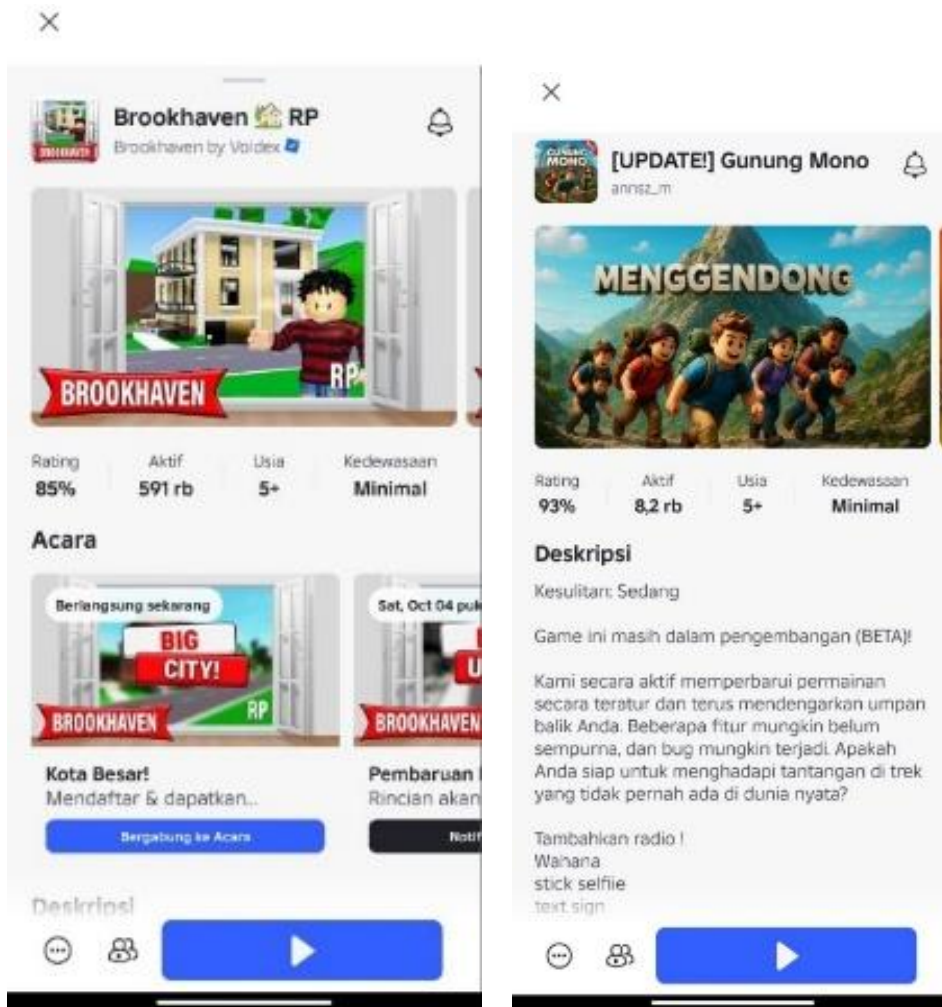 Brookhaven 🏡 RP
Brookhaven by Voldex
BROOKHAVEN
RP
Rating Aktif Usia Kedewasaan
85% 591 rb 5+ Minimal
Acara
Berlangsung sekarang
BIG
CITY!
BROOKHAVEN
RP
Kota Besar!
Mendaftar & dapatkan...
Bergabung ke Acara
Sat, Oct 04 puk
U
BROOKHAVEN
Pembaruan
Rincian akan
Notif
Deskripsi
[UPDATE!] Gunung Mono
annsz_m
GUNUNG
MONO
MENGGENDONG
Rating Aktif Usia Kedewasaan
93% 8,2 rb 5+ Minimal
Deskripsi
Kesulitan: Sedang
Game ini masih dalam pengembangan (BETA)!
Kami secara aktif memperbarui permainan
secara teratur dan terus mendengarkan umpan
balik Anda. Beberapa fitur mungkin belum
sempurna, dan bug mungkin terjadi. Apakah
Anda siap untuk menghadapi tantangan di trek
yang tidak pernah ada di dunia nyata?
Tambahkan radio !
Wahana
stick selfiie
text sign